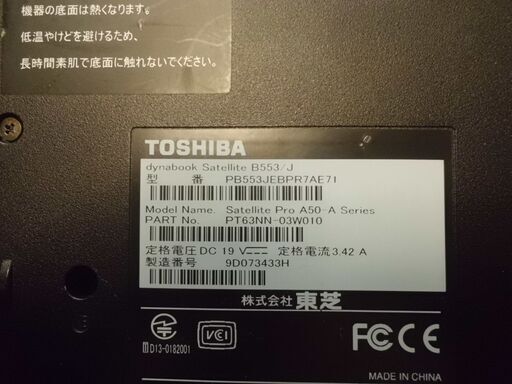 機器の底面は熱くなります。
低温やけどを避けるため、
長時間素肌で底面に触れないでください。
TOSHIBA
dynabook Satellite B553/J
型 番 PB553JEBPR7AE71
Model Name. Satellite Pro A50-A Series
PART No. PT63NN-03W010
定格電圧DC 19 V 定格電流3.42 A
製造番号 9D073433H
株式会社 東芝
D13-0182001
VCI
FC CE
MADE IN CHINA